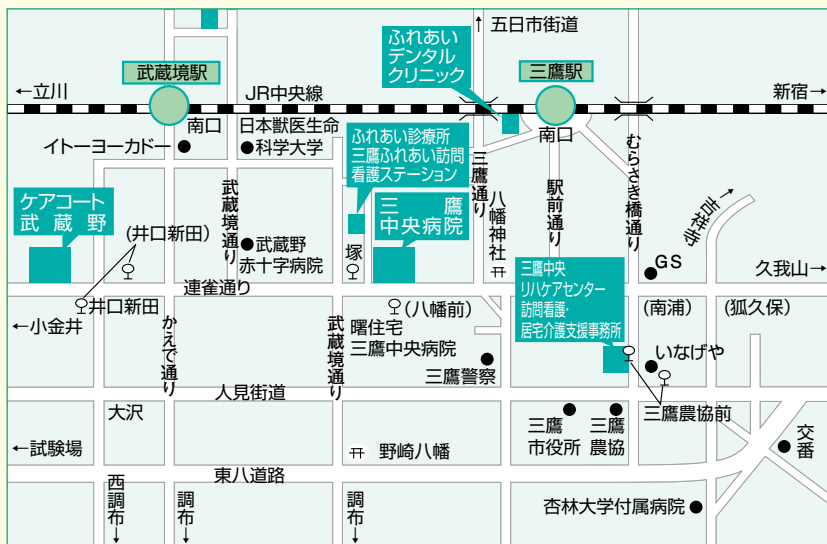 ↑五日市街道
ふれあい
デンタル
クリニック
武蔵境駅
三鷹駅
←立川
JR中央線
新宿→
南口
日本獣医生命
科学大学
南口
イトーヨーカドー
ふれあい診療所
三鷹ふれあい訪問
看護ステーション
三鷹通り
駅前通り
むらさき橋通り
吉祥寺→
ケアコート
武蔵野
(井口新田)
武蔵境通り
武蔵野
赤十字病院
塚
三鷹
中央病院
八幡神社
三鷹中央
リハケアセンター
訪問看護・
居宅介護支援事務所
GS
久我山→
連雀通り
井口新田
(八幡前)
(南浦)
(狐久保)
←小金井
かえで通り
武蔵境通り
曙住宅
三鷹中央病院
三鷹警察
いなげや
人見街道
三鷹農協前
大沢
三鷹
市役所
三鷹
農協
交番
←試験場
野崎八幡
東八道路
西調布→
調布→
調布→
杏林大学付属病院